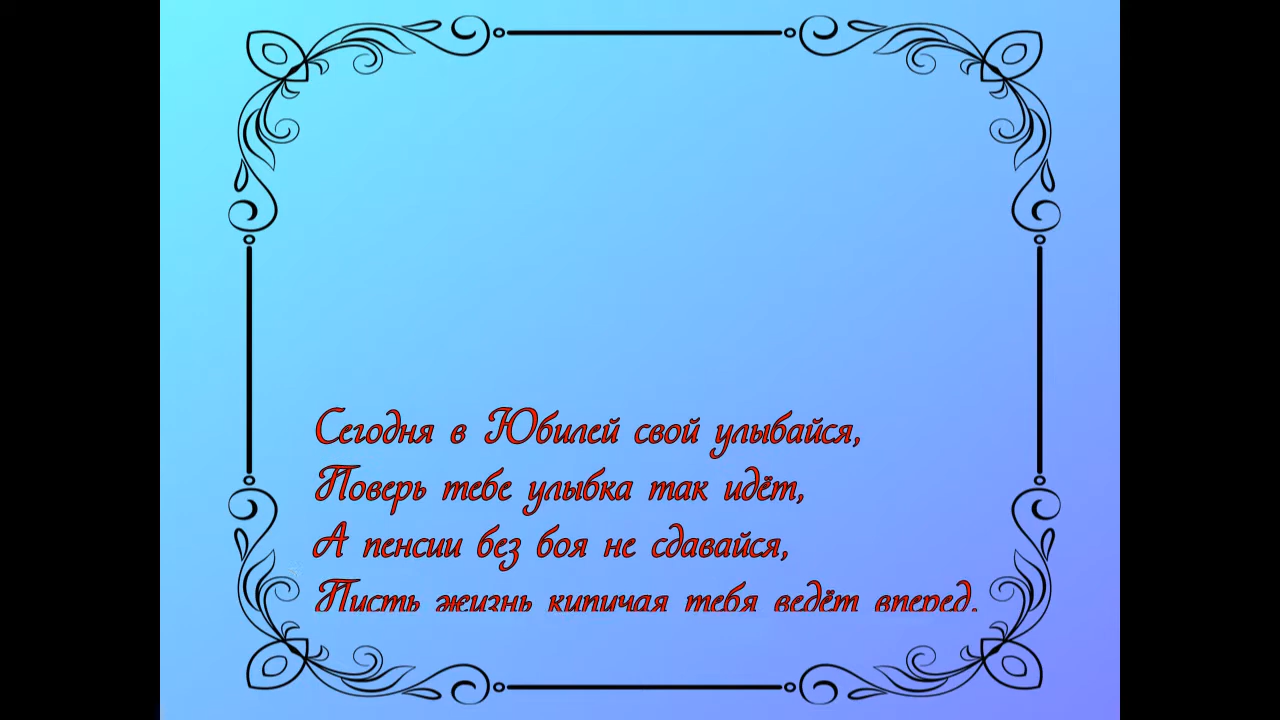 Сегодня в Юбилей свой улыбайся,
Поверь тебе улыбка так идёт,
А пенсии без боя не сдавайся,
Пусть жизнь кипучая тебя ведёт вперед.